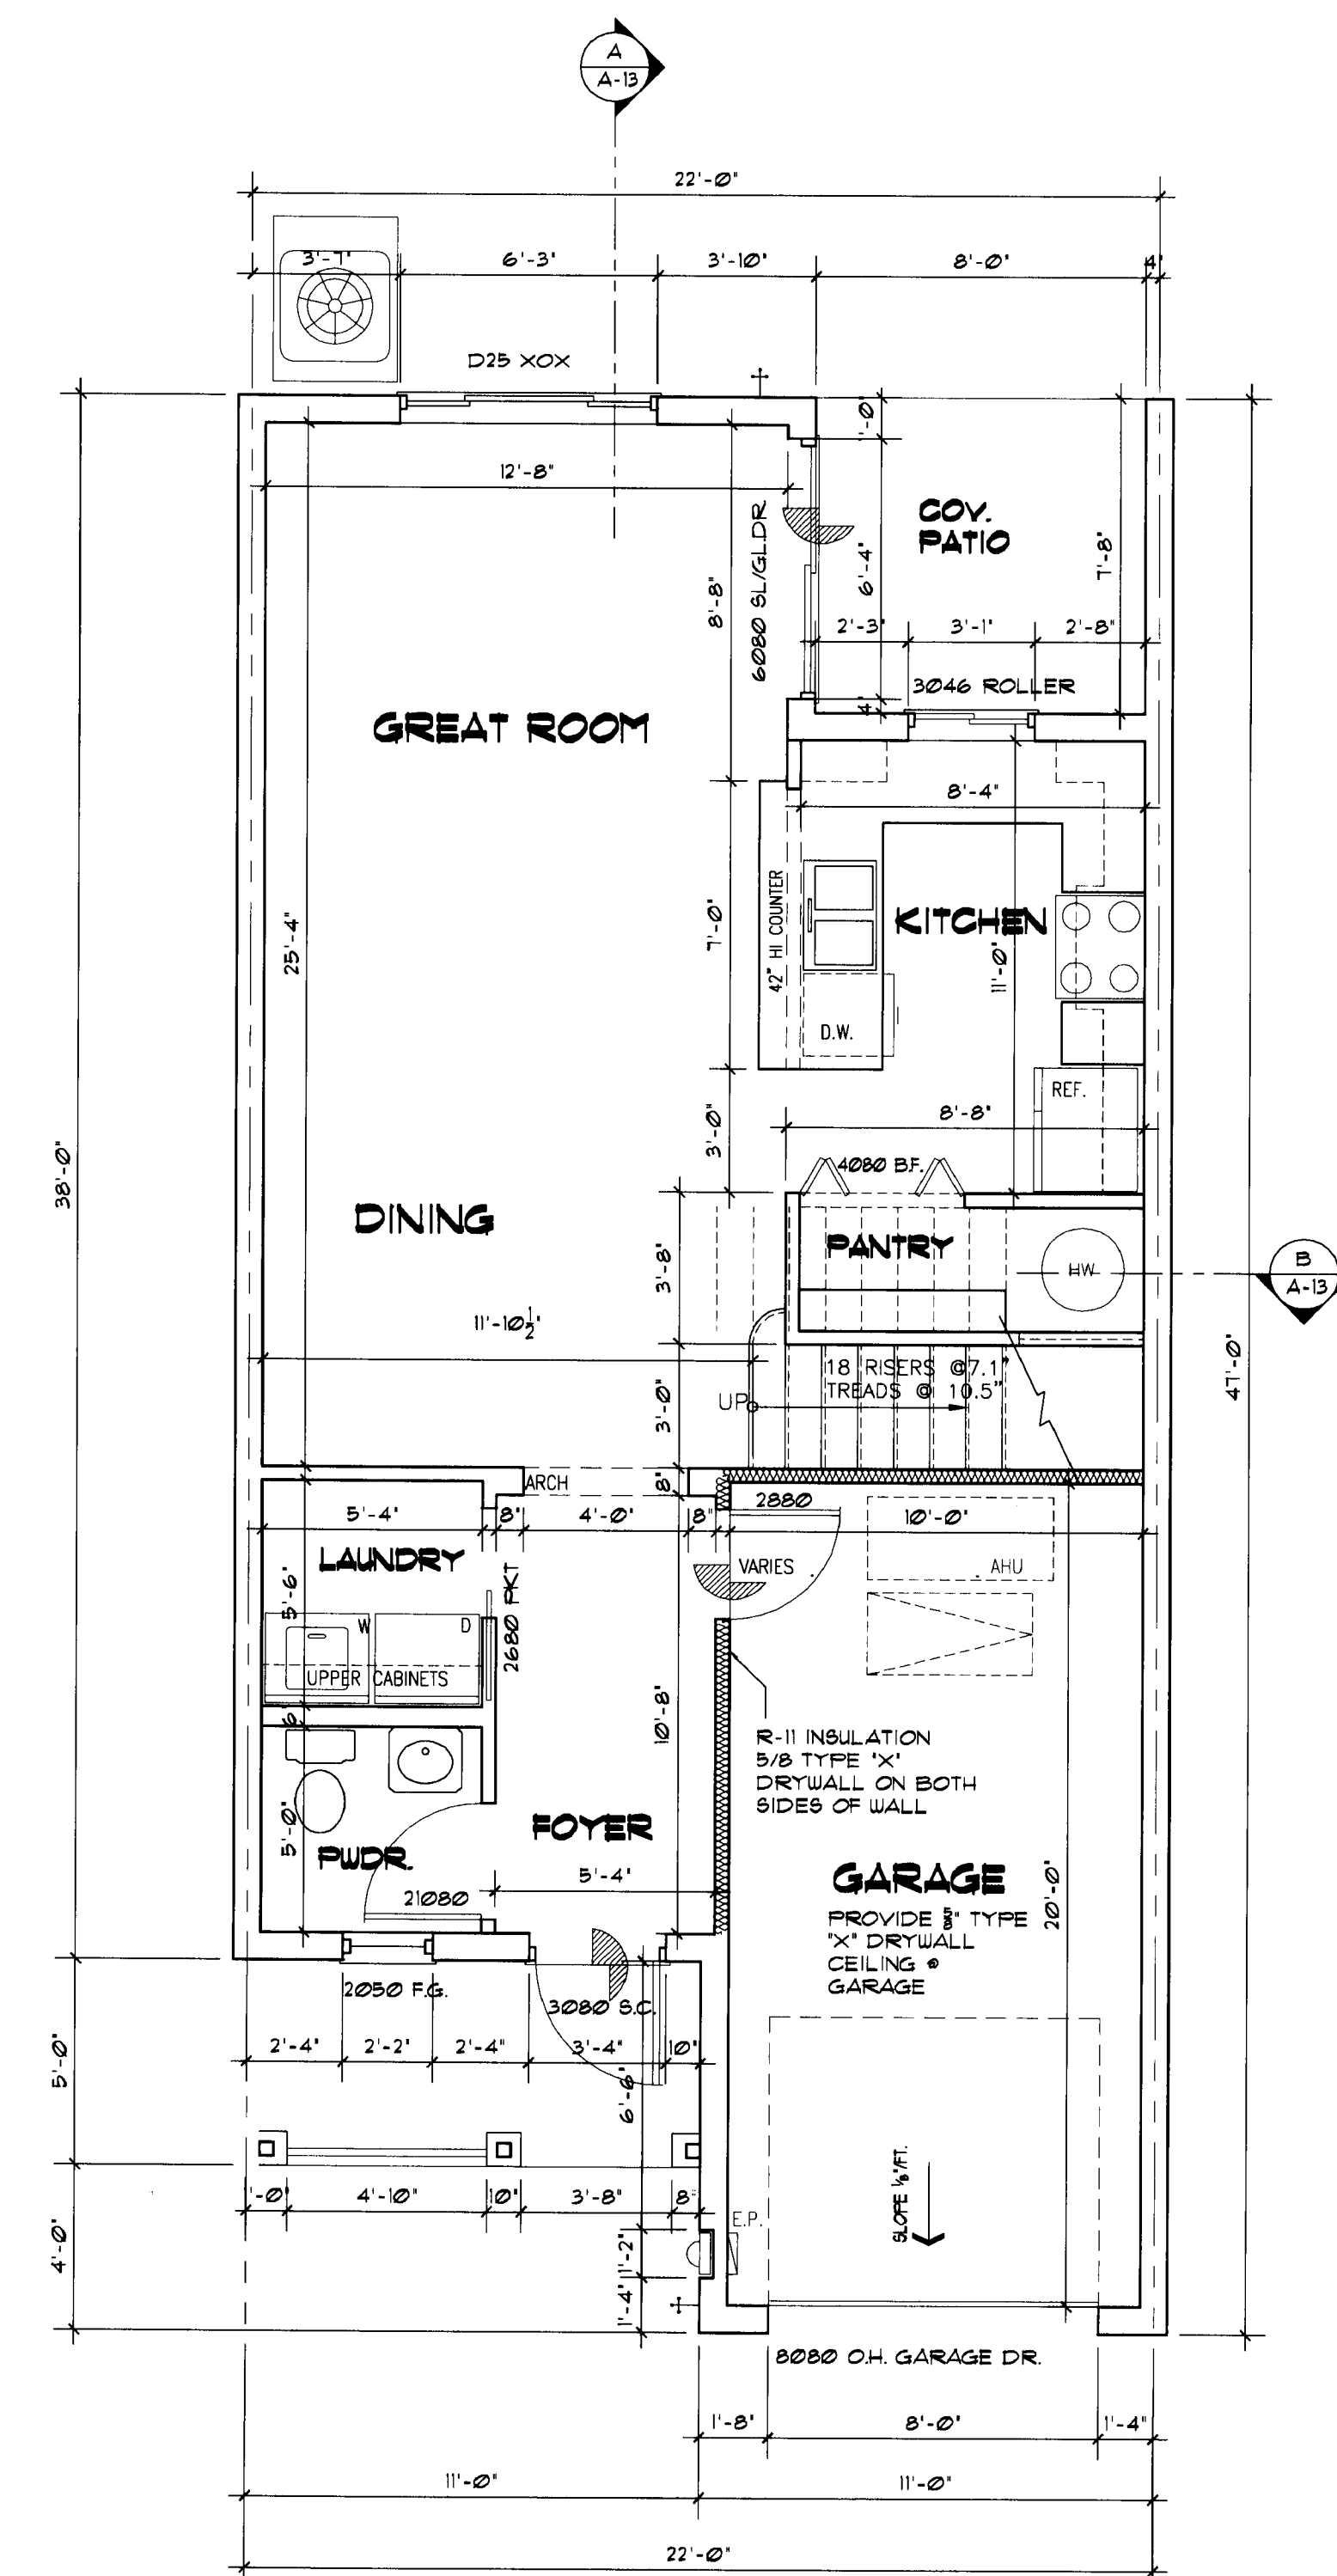 A
A-13
22'-0"
3'-7" 6'-3" 3'-10" 8'-0" 4"
D25 XOX
12'-8"
1'-0"
COV.
PATIO
6080 SL/GL.DR
8'-8"
6'-4"
7'-8"
2'-3" 3'-1" 2'-8"
3046 ROLLER
4"
GREAT ROOM
8'-4"
42" HI COUNTER
KITCHEN
25'-4"
7'-0"
11'-0"
D.W.
REF.
38'-0"
3'-0"
8'-8"
4080 B.F.
DINING
PANTRY
HW
B
A-13
3'-8"
11'-10 1/2"
47'-0"
18 RISERS @7.1"
TREADS @ 10.5"
UP
3'-0"
ARCH
8"
2880
5'-4" 8" 4'-0" 8" 10'-0"
LAUNDRY
VARIES
AHU
5'-6"
2680 PKT
W D
UPPER CABINETS
6"
10'-8"
R-11 INSULATION
5/8 TYPE "X"
DRYWALL ON BOTH
SIDES OF WALL
5'-0"
FOYER
PWDR.
5'-4"
21080
GARAGE
20'-0"
PROVIDE 5/8" TYPE
"X" DRYWALL
CEILING @
GARAGE
2050 F.G.
3080 S.C.
2'-4" 2'-2" 2'-4" 3'-4" 10"
5'-0"
6'-6"
SLOPE 1/8"/FT.
1'-0" 4'-10" 10" 3'-8" 8"
E.P.
4'-0"
1'-2"
1'-4"
8080 O.H. GARAGE DR.
1'-8" 8'-0" 1'-4"
11'-0" 11'-0"
22'-0"